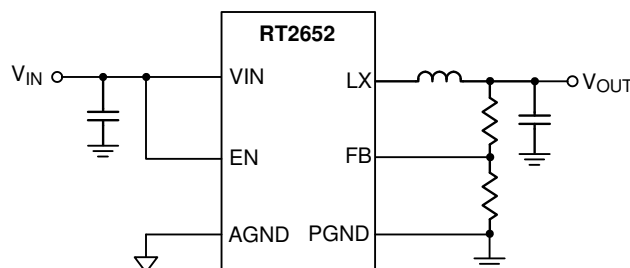 RT2652
VIN
VIN
LX
VOUT
EN
FB
AGND
PGND